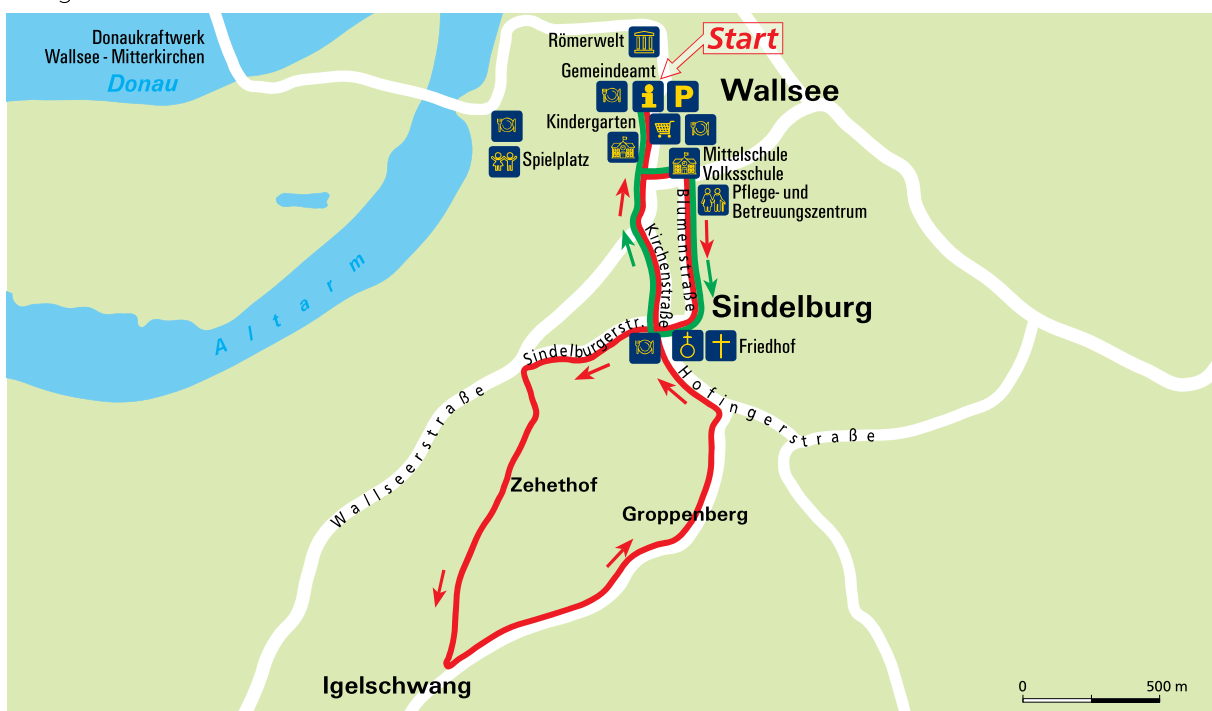 Donaukraftwerk
Wallsee - Mitterkirchen
Donau
Römerwelt
Start
Gemeindeamt
i
P
Wallsee
Kindergarten
Spielplatz
Mittelschule
Volksschule
Pflege- und
Betreuungszentrum
Blumenstraße
Kirchenstraße
Altarm
Sindelburg
Sindelburgerstr.
Friedhof
Hofingerstraße
Wallseerstraße
Zehethof
Groppenberg
Igelschwang
0 500 m